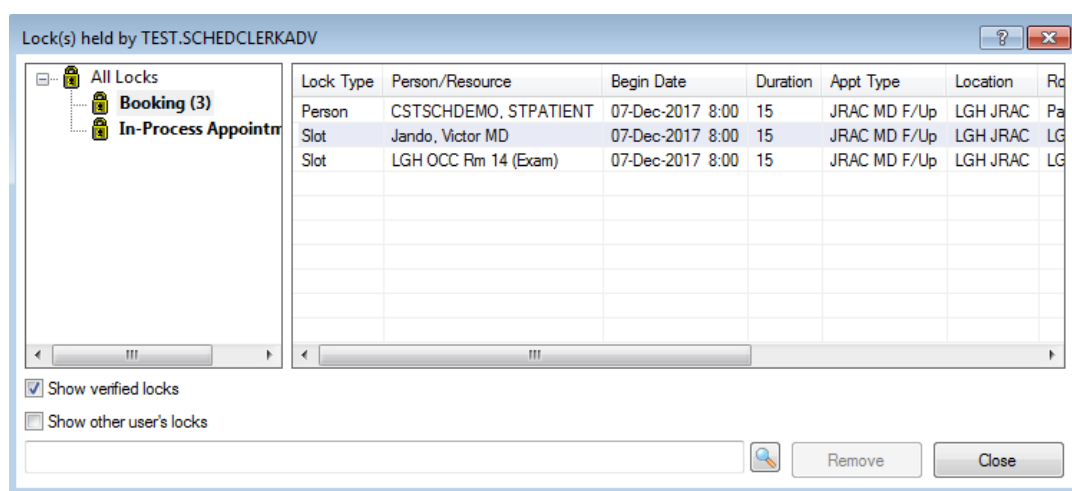 Lock(s) held by TEST.SCHEDCLERKADV
All Locks
Booking (3)
In-Process Appointm
Lock Type Person/Resource Begin Date Duration Appt Type Location Ro
Person CSTSCHDEMO, STPATIENT 07-Dec-2017 8:00 15 JRAC MD F/Up LGH JRAC Pa
Slot Jando, Victor MD 07-Dec-2017 8:00 15 JRAC MD F/Up LGH JRAC LG
Slot LGH OCC Rm 14 (Exam) 07-Dec-2017 8:00 15 JRAC MD F/Up LGH JRAC LG
Show verified locks
Show other user's locks
Remove Close